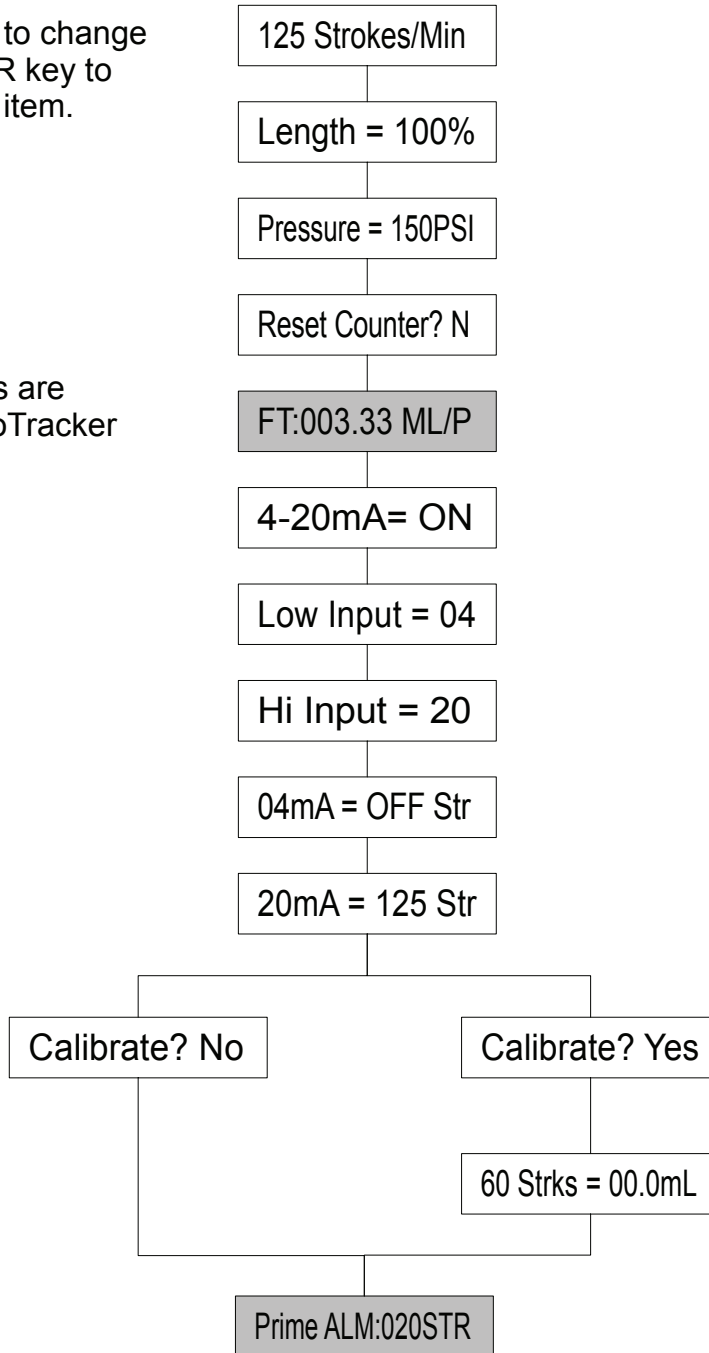 to change
R key to
item.
125 Strokes/Min
Length = 100%
Pressure = 150PSI
Reset Counter? N
s are
oTracker
FT:003.33 ML/P
4-20mA= ON
Low Input = 04
Hi Input = 20
04mA = OFF Str
20mA = 125 Str
Calibrate? No
Calibrate? Yes
60 Strks = 00.0mL
Prime ALM:020STR